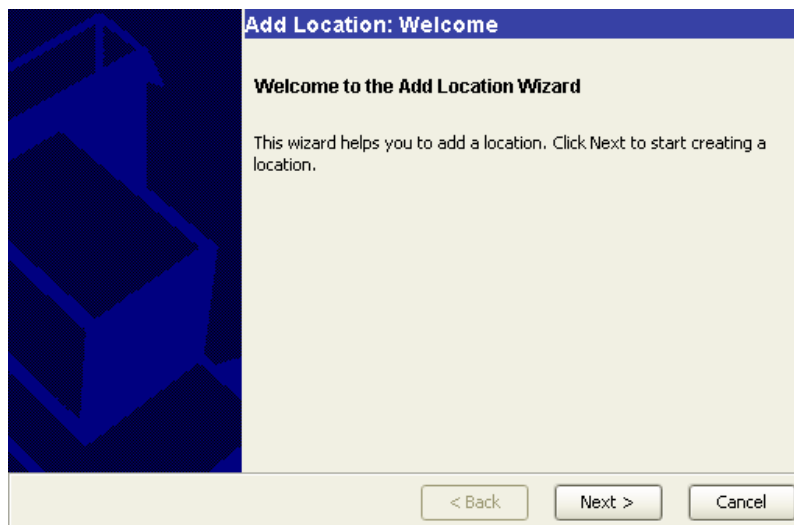 Add Location: Welcome
Welcome to the Add Location Wizard
This wizard helps you to add a location. Click Next to start creating a
location.
< Back Next > Cancel